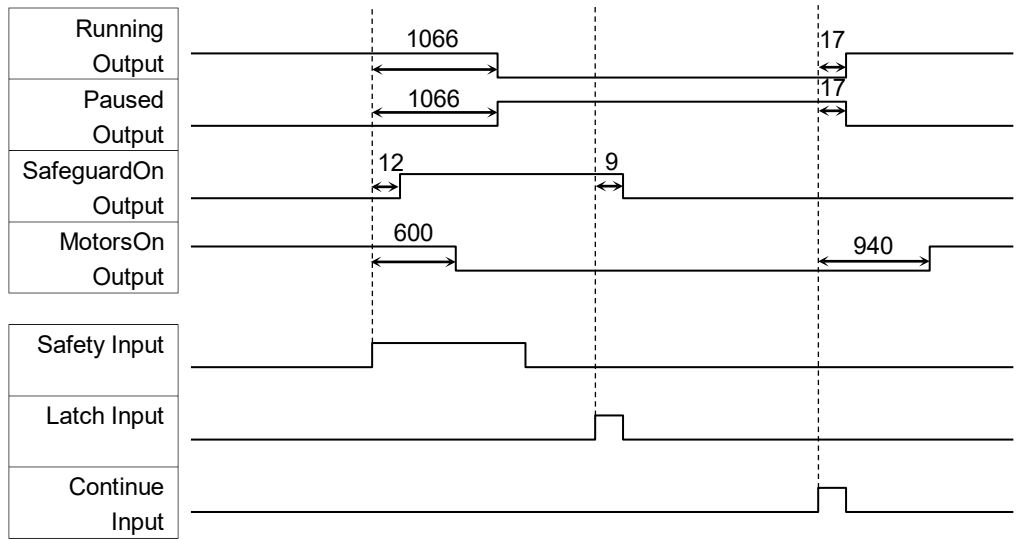 Running
Output
1066
17
Paused
Output
1066
17
SafeguardOn
Output
12
9
MotorsOn
Output
600
940
Safety Input
Latch Input
Continue
Input